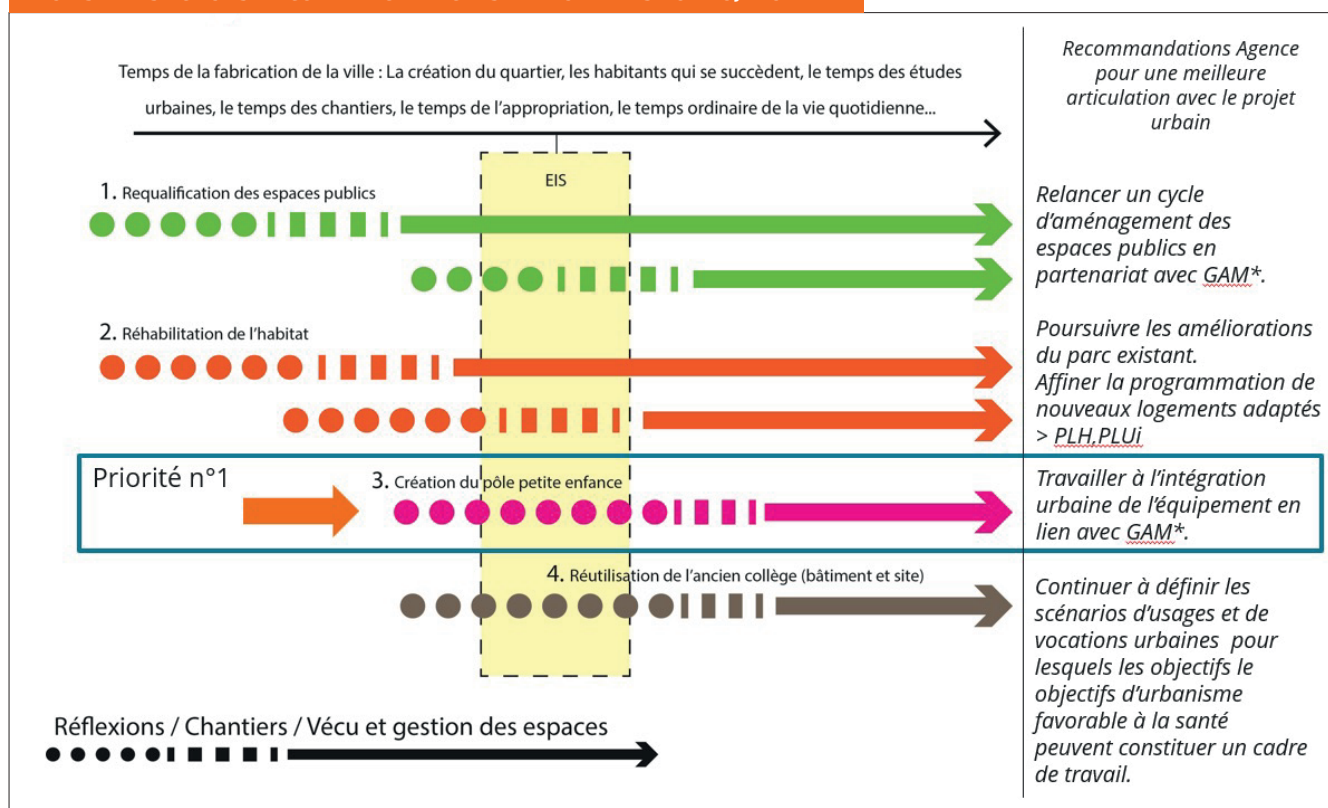 Temps de la fabrication de la ville : La création du quartier, les habitants qui se succèdent, le temps des études
urbaines, le temps des chantiers, le temps de l'appropriation, le temps ordinaire de la vie quotidienne...
EIS
1. Requalification des espaces publics
2. Réhabilitation de l'habitat
Priorité n°1
3. Création du pôle petite enfance
4. Réutilisation de l'ancien collège (bâtiment et site)
Réflexions / Chantiers / Vécu et gestion des espaces
Recommandations Agence
pour une meilleure
articulation avec le projet
urbain
Relancer un cycle
d'aménagement des
espaces publics en
partenariat avec GAM*.
Poursuivre les améliorations
du parc existant.
Affiner la programmation de
nouveaux logements adaptés
> PLH,PLUi
Travailler à l'intégration
urbaine de l'équipement en
lien avec GAM*.
Continuer à définir les
scénarios d'usages et de
vocations urbaines pour
lesquels les objectifs le
objectifs d'urbanisme
favorable à la santé
peuvent constituer un cadre
de travail.